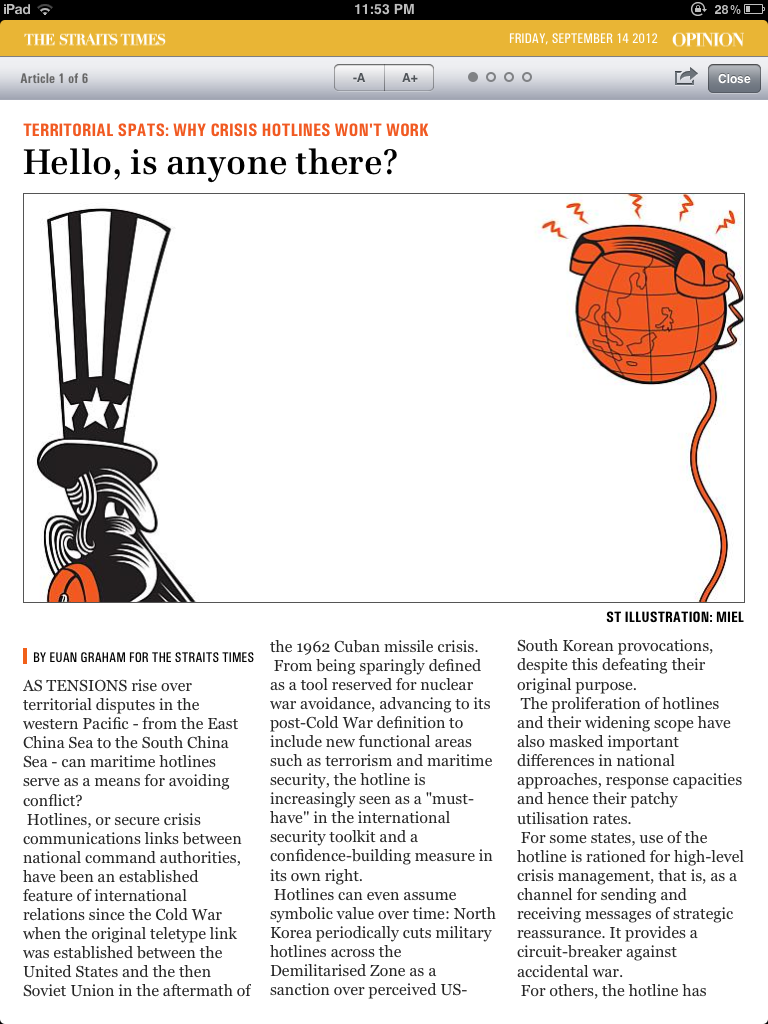 iPad 11:53 PM 28%
THE STRAITS TIMES FRIDAY, SEPTEMBER 14 2012 OPINION
Article 1 of 6 -A A+ Close
TERRITORIAL SPATS: WHY CRISIS HOTLINES WON'T WORK
Hello, is anyone there?
ST ILLUSTRATION: MIEL
BY EUAN GRAHAM FOR THE STRAITS TIMES
AS TENSIONS rise over
territorial disputes in the
western Pacific - from the East
China Sea to the South China
Sea - can maritime hotlines
serve as a means for avoiding
conflict?
Hotlines, or secure crisis
communications links between
national command authorities,
have been an established
feature of international
relations since the Cold War
when the original teletype link
was established between the
United States and the then
Soviet Union in the aftermath of
the 1962 Cuban missile crisis.
From being sparingly defined
as a tool reserved for nuclear
war avoidance, advancing to its
post-Cold War definition to
include new functional areas
such as terrorism and maritime
security, the hotline is
increasingly seen as a "must-
have" in the international
security toolkit and a
confidence-building measure in
its own right.
Hotlines can even assume
symbolic value over time: North
Korea periodically cuts military
hotlines across the
Demilitarised Zone as a
sanction over perceived US-
South Korean provocations,
despite this defeating their
original purpose.
The proliferation of hotlines
and their widening scope have
also masked important
differences in national
approaches, response capacities
and hence their patchy
utilisation rates.
For some states, use of the
hotline is rationed for high-level
crisis management, that is, as a
channel for sending and
receiving messages of strategic
reassurance. It provides a
circuit-breaker against
accidental war.
For others, the hotline has